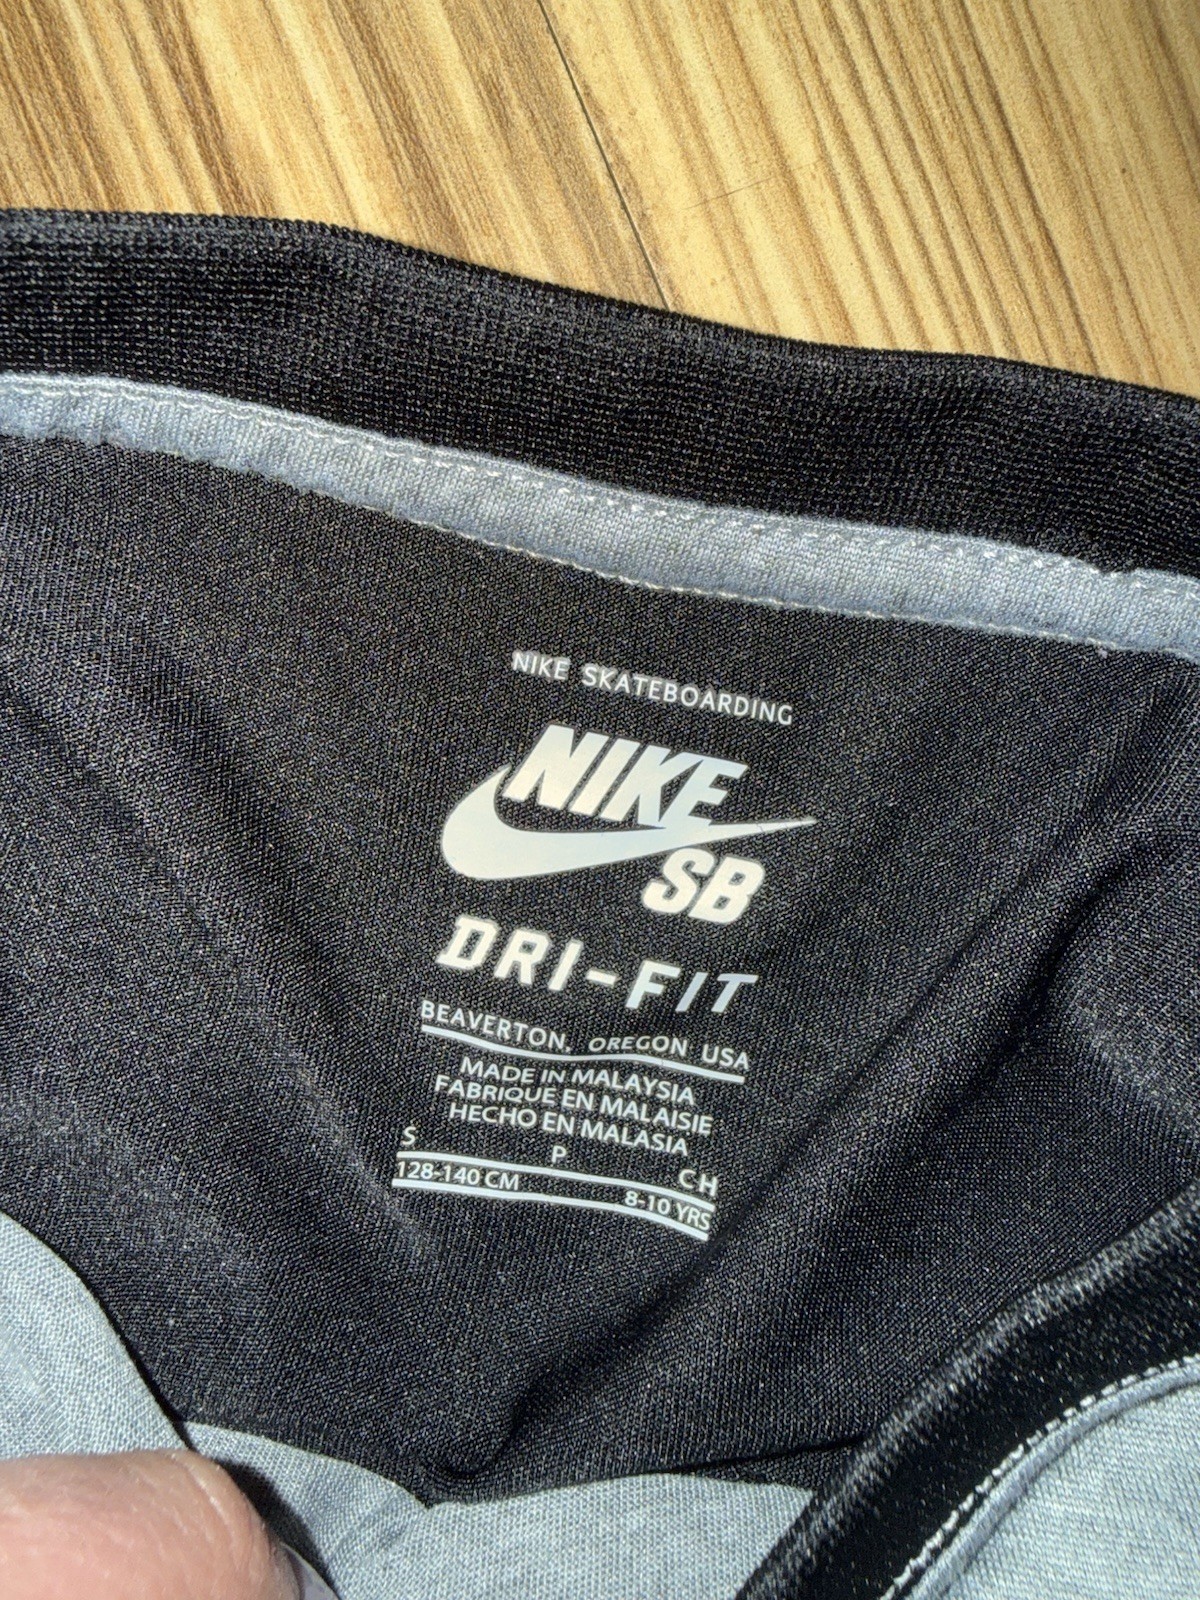 NIKE SKATEBOARDING
NIKE
SB
DRI-FIT
BEAVERTON, OREGON USA
MADE IN MALAYSIA
FABRIQUE EN MALAISIE
HECHO EN MALASIA
S P CH
128-140 CM 8-10 YRS